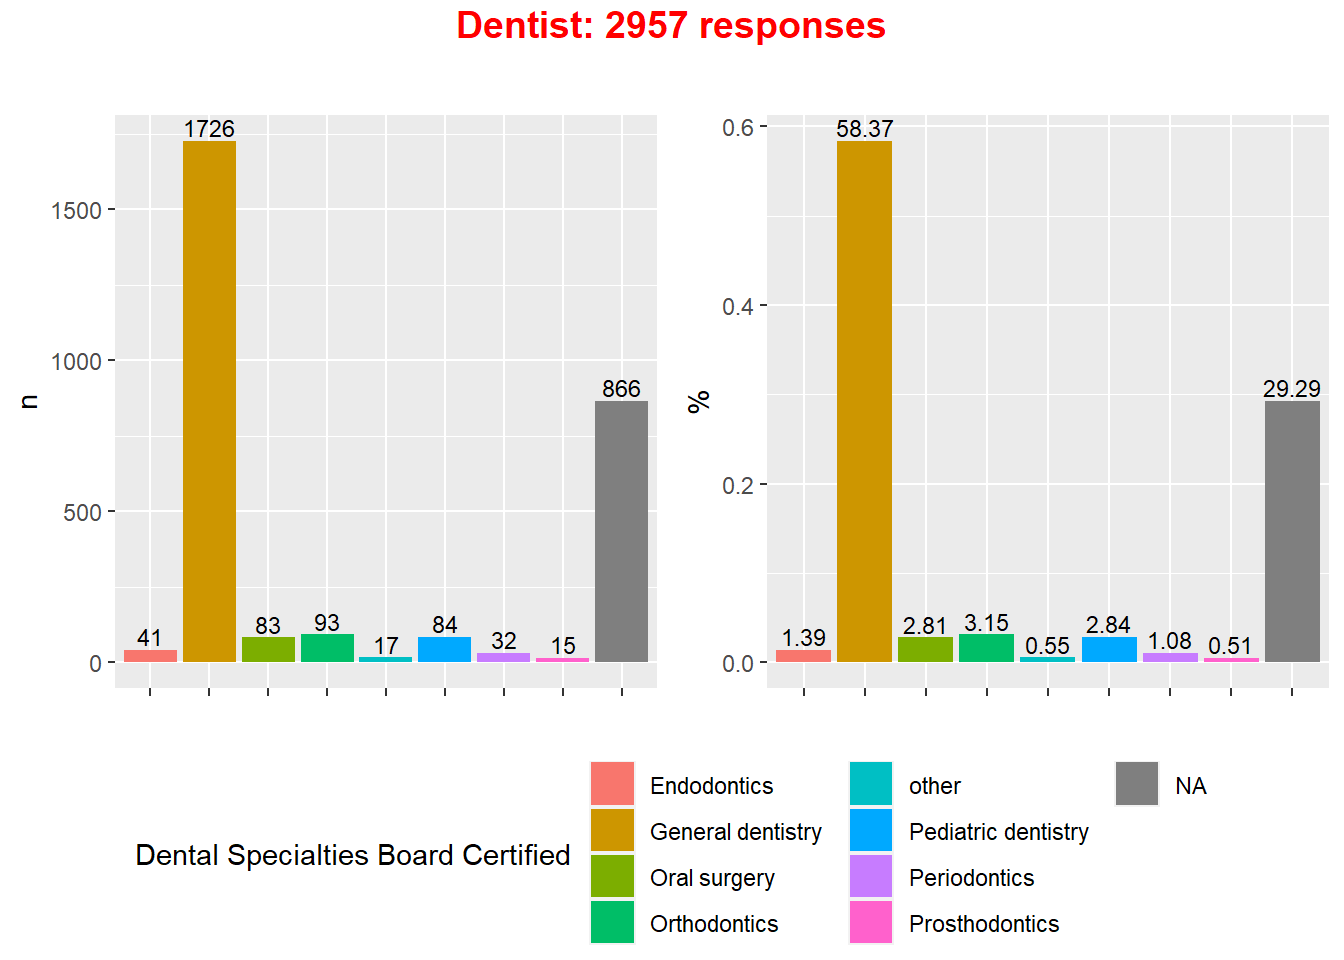 Dentist: 2957 responses
1726
1500
1000
500
0
n
866
41
83
93
17
84
32
15
58.37
0.6
0.4
0.2
0.0
%
29.29
1.39
2.81
3.15
0.55
2.84
1.08
0.51
Dental Specialties Board Certified
Endodontics
General dentistry
Oral surgery
Orthodontics
other
Pediatric dentistry
Periodontics
Prosthodontics
NA